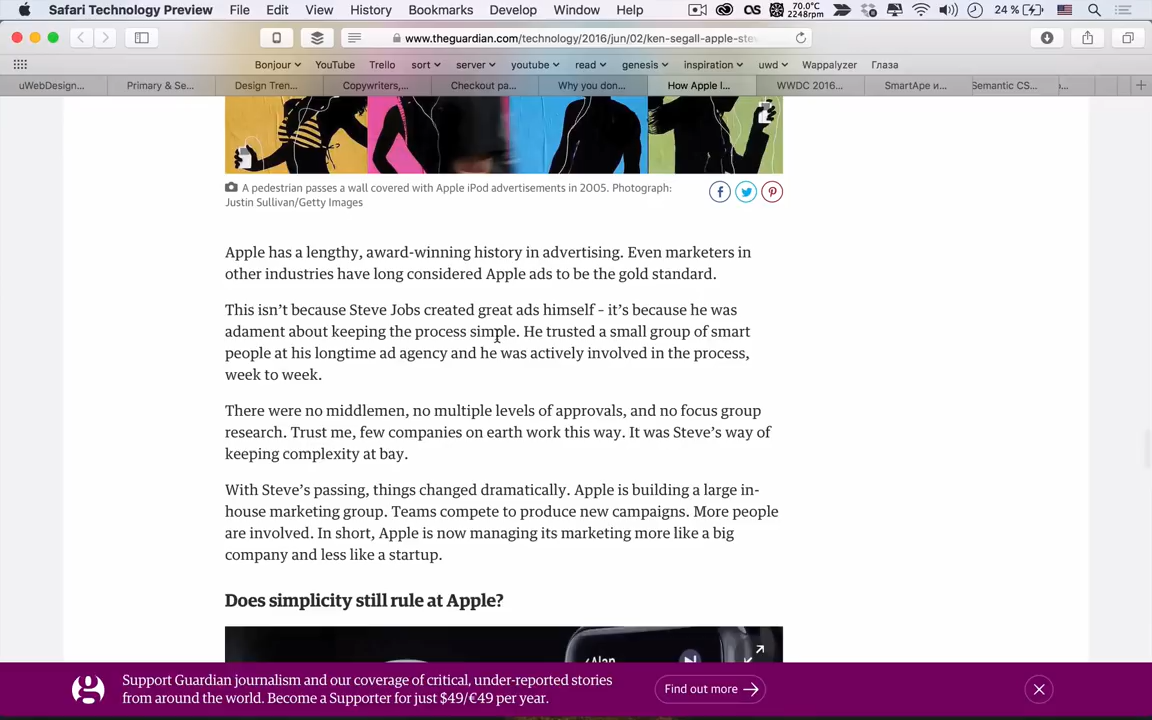 Safari Technology Preview File Edit View History Bookmarks Develop Window Help 70.0°C 2248rpm 24 %
www.theguardian.com/technology/2016/jun/02/ken-segall-apple-ste
Bonjour YouTube Trello sort server youtube read genesis inspiration uwd Wappalyzer Глаза
uWebDesign... Primary & Se... Design Tren... Copywriters,... Checkout pa... Why you don... How Apple l... WWDC 2016... SmartApe и... Semantic CS...
A pedestrian passes a wall covered with Apple iPod advertisements in 2005. Photograph:
Justin Sullivan/Getty Images
Apple has a lengthy, award-winning history in advertising. Even marketers in
other industries have long considered Apple ads to be the gold standard.
This isn’t because Steve Jobs created great ads himself – it’s because he was
adament about keeping the process simple. He trusted a small group of smart
people at his longtime ad agency and he was actively involved in the process,
week to week.
There were no middlemen, no multiple levels of approvals, and no focus group
research. Trust me, few companies on earth work this way. It was Steve’s way of
keeping complexity at bay.
With Steve’s passing, things changed dramatically. Apple is building a large in-
house marketing group. Teams compete to produce new campaigns. More people
are involved. In short, Apple is now managing its marketing more like a big
company and less like a startup.
Does simplicity still rule at Apple?
Alan
Support Guardian journalism and our coverage of critical, under-reported stories
from around the world. Become a Supporter for just $49/€49 per year.
Find out more